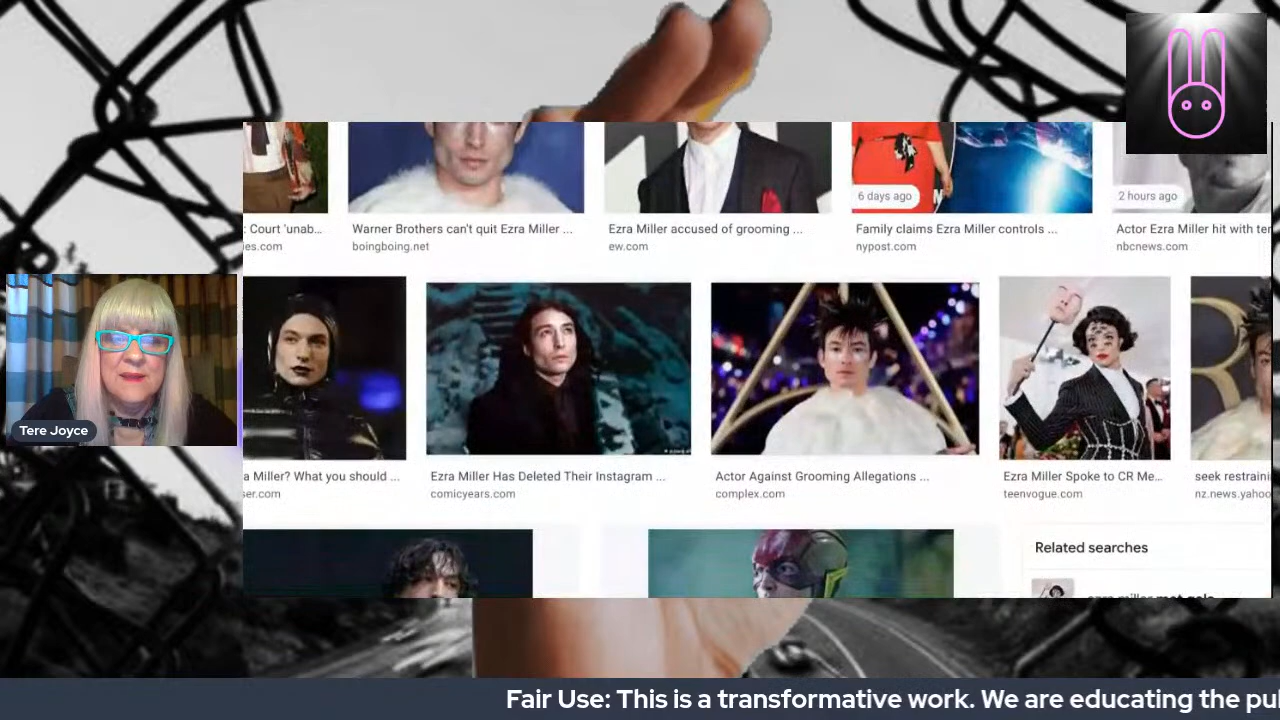 6 days ago
2 hours ago
: Court 'unab...
es.com
Warner Brothers can't quit Ezra Miller ...
boingboing.net
Ezra Miller accused of grooming ...
ew.com
Family claims Ezra Miller controls ...
nypost.com
Actor Ezra Miller hit with ter
nbcnews.com
Tere Joyce
a Miller? What you should ...
ser.com
Ezra Miller Has Deleted Their Instagram ...
comicyears.com
Actor Against Grooming Allegations ...
complex.com
Ezra Miller Spoke to CR Me...
teenvogue.com
seek restraini
nz.news.yahoo
Related searches
Fair Use: This is a transformative work. We are educating the pu